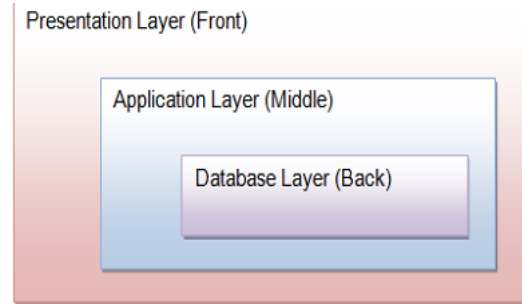 Presentation Layer (Front)
Application Layer (Middle)
Database Layer (Back)